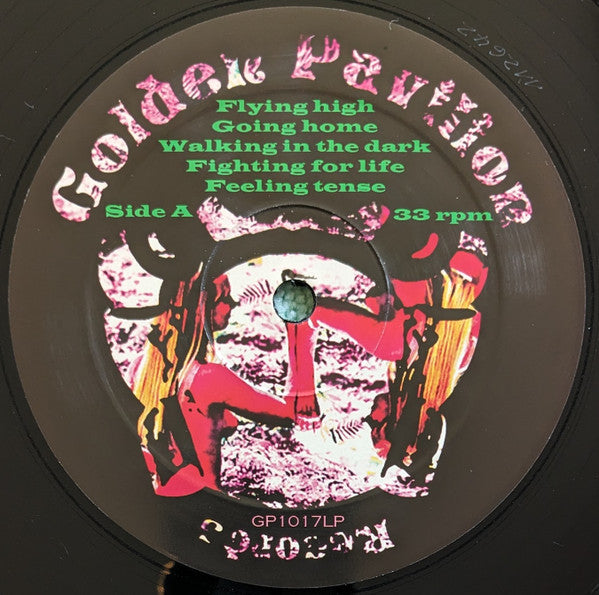 Golden Pavilion
Flying high
Going home
Walking in the dark
Fighting for life
Feeling tense
Side A
33 rpm
GP1017LP
Records